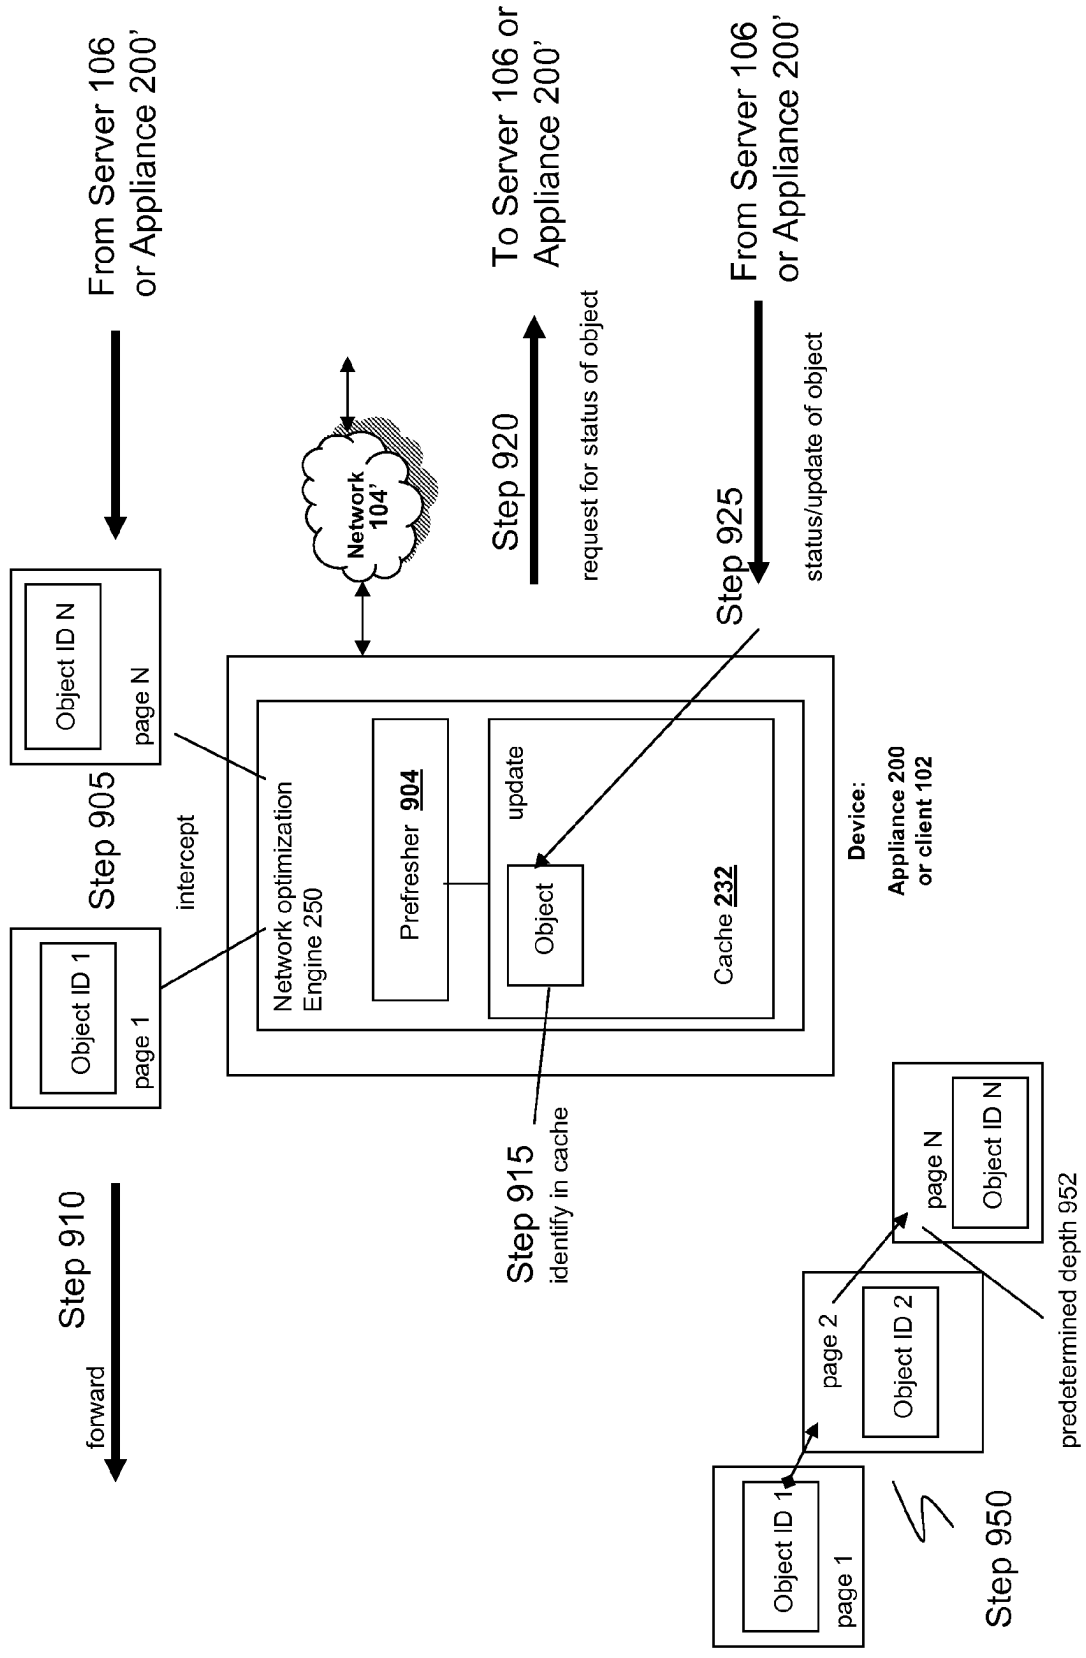 From Server 106
or Appliance 200'
Step 910
forward
Object ID 1
page 1
Step 905
intercept
Object ID N
page N
Network optimization
Engine 250
Prefresher 904
update
Object
Cache 232
Network
104'
Device:
Appliance 200
or client 102
Step 915
identify in cache
Step 920
request for status of object
To Server 106 or
Appliance 200'
Step 925
status/update of object
From Server 106
or Appliance 200'
Object ID 1
page 1
page 2
Object ID 2
page N
Object ID N
predetermined depth 952
Step 950